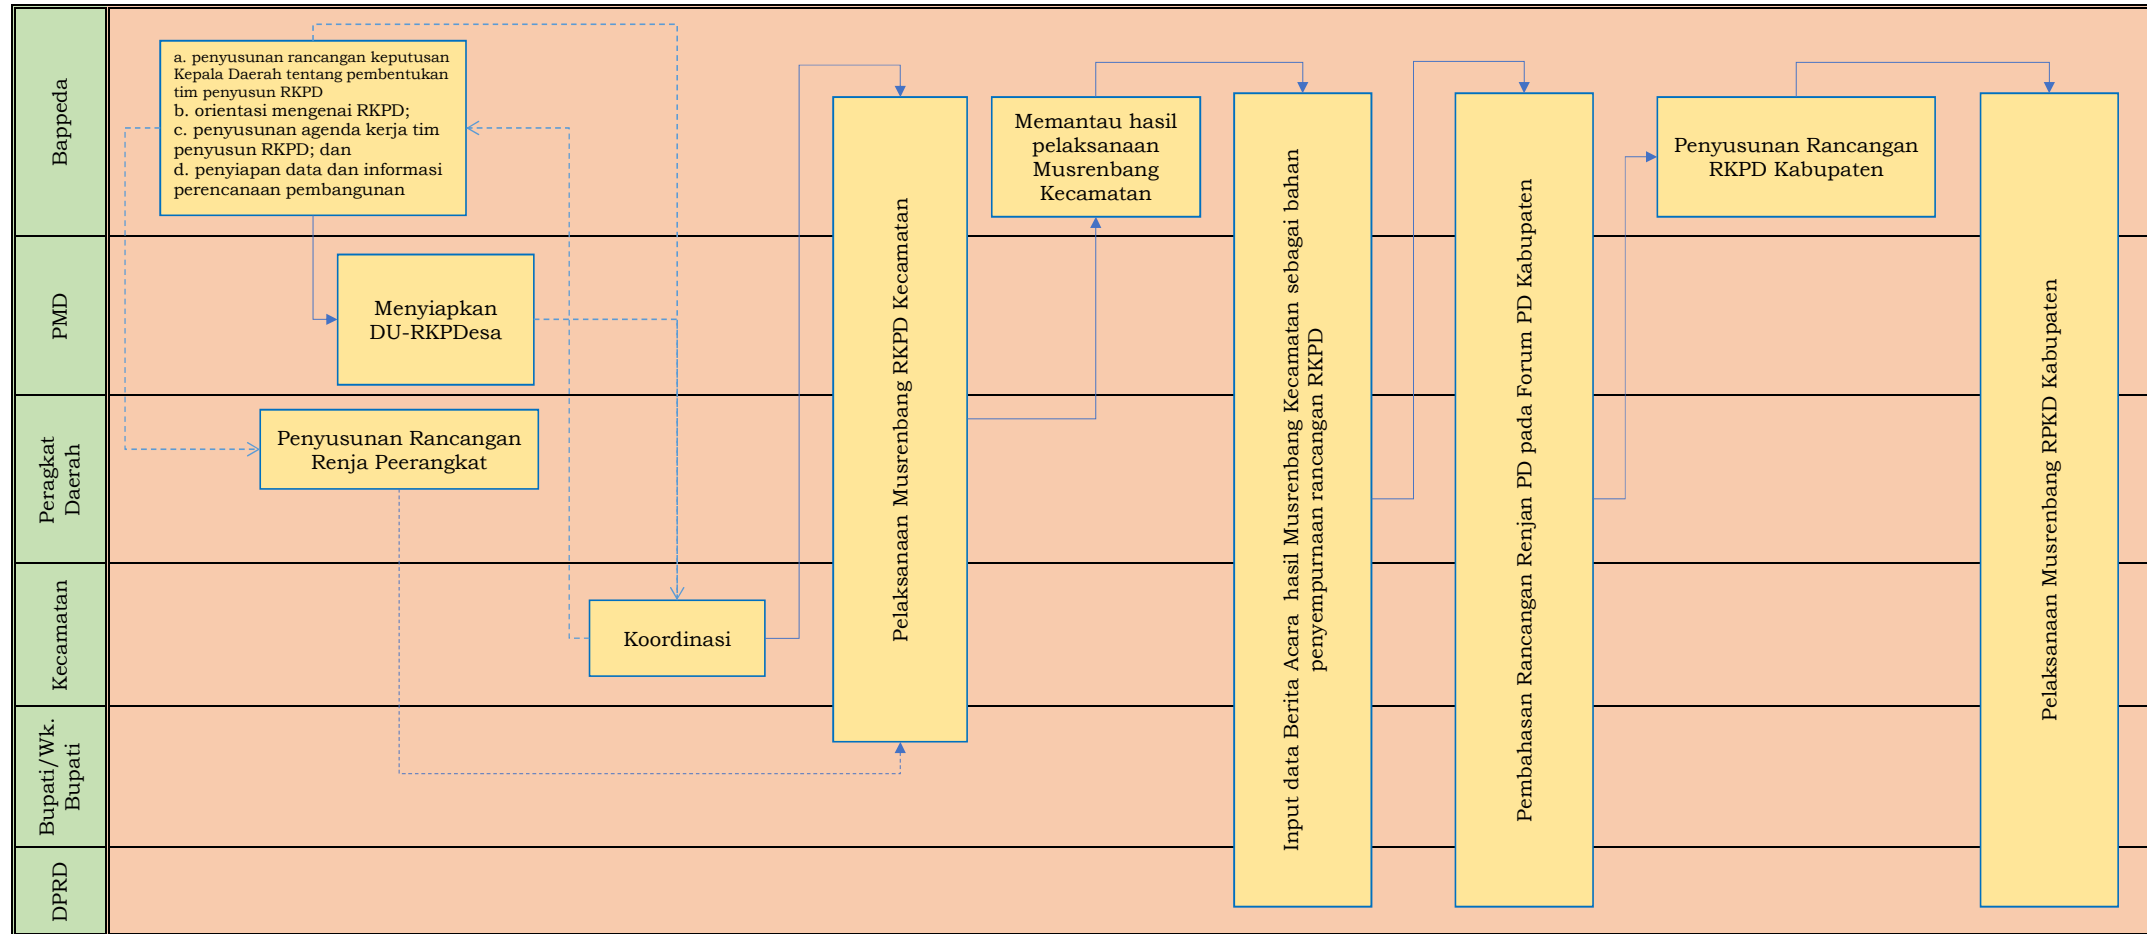 Bappeda
a. penyusunan rancangan keputusan
Kepala Daerah tentang pembentukan
tim penyusun RKPD
b. orientasi mengenai RKPD;
c. penyusunan agenda kerja tim
penyusun RKPD; dan
d. penyiapan data dan informasi
perencanaan pembangunan
PMD
Menyiapkan
DU-RKPDesa
Peragkat
Daerah
Penyusunan Rancangan
Renja Peerangkat
Kecamatan
Koordinasi
Bupati/Wk.
Bupati
DPRD
Pelaksanaan Musrenbang RKPD Kecamatan
Memantau hasil
pelaksanaan
Musrenbang
Kecamatan
Input data Berita Acara  hasil Musrenbang Kecamatan sebagai bahan
penyempurnaan rancangan RKPD
Pembahasan Rancangan Renjan PD pada Forum PD Kabupaten
Penyusunan Rancangan
RKPD Kabupaten
Pelaksanaan Musrenbang RPKD Kabupaten